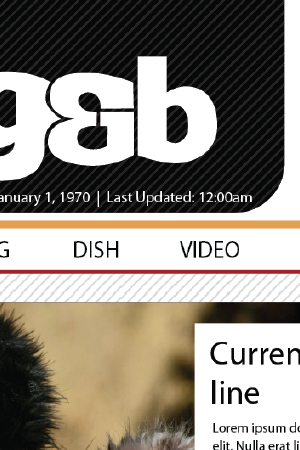 g&b
anuary 1, 1970 | Last Updated: 12:00am
G DISH VIDEO
Curren
line
Lorem ipsum do
elit. Nulla erat li